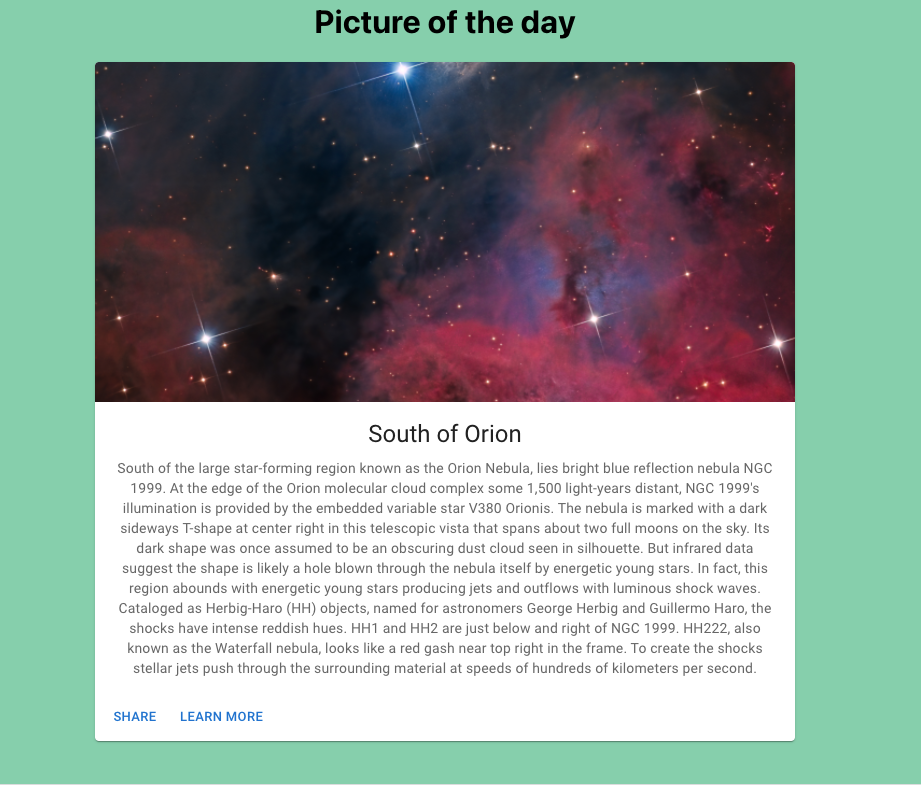 Picture of the day
South of Orion
South of the large star-forming region known as the Orion Nebula, lies bright blue reflection nebula NGC
1999. At the edge of the Orion molecular cloud complex some 1,500 light-years distant, NGC 1999's
illumination is provided by the embedded variable star V380 Orionis. The nebula is marked with a dark
sideways T-shape at center right in this telescopic vista that spans about two full moons on the sky. Its
dark shape was once assumed to be an obscuring dust cloud seen in silhouette. But infrared data
suggest the shape is likely a hole blown through the nebula itself by energetic young stars. In fact, this
region abounds with energetic young stars producing jets and outflows with luminous shock waves.
Cataloged as Herbig-Haro (HH) objects, named for astronomers George Herbig and Guillermo Haro, the
shocks have intense reddish hues. HH1 and HH2 are just below and right of NGC 1999. HH222, also
known as the Waterfall nebula, looks like a red gash near top right in the frame. To create the shocks
stellar jets push through the surrounding material at speeds of hundreds of kilometers per second.
SHARE LEARN MORE